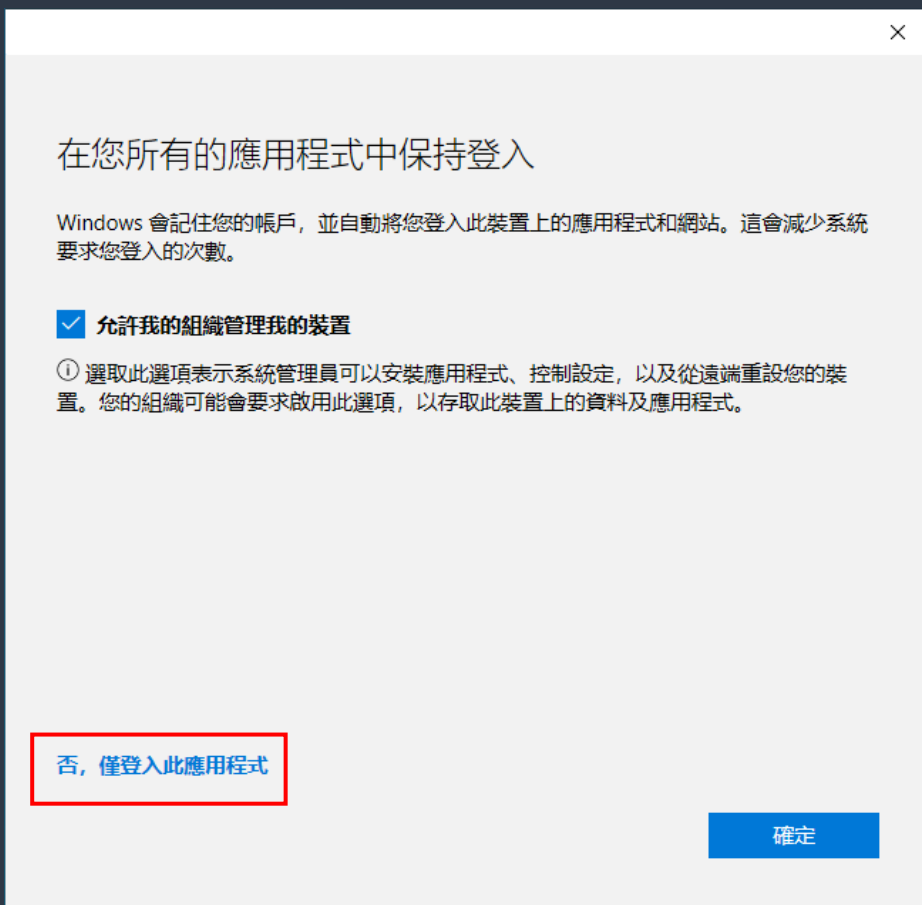 在您所有的應用程式中保持登入
Windows 會記住您的帳戶，並自動將您登入此裝置上的應用程式和網站。這會減少系統
要求您登入的次數。
允許我的組織管理我的裝置
選取此選項表示系統管理員可以安裝應用程式、控制設定，以及從遠端重設您的裝
置。您的組織可能會要求啟用此選項，以存取此裝置上的資料及應用程式。
否，僅登入此應用程式
確定